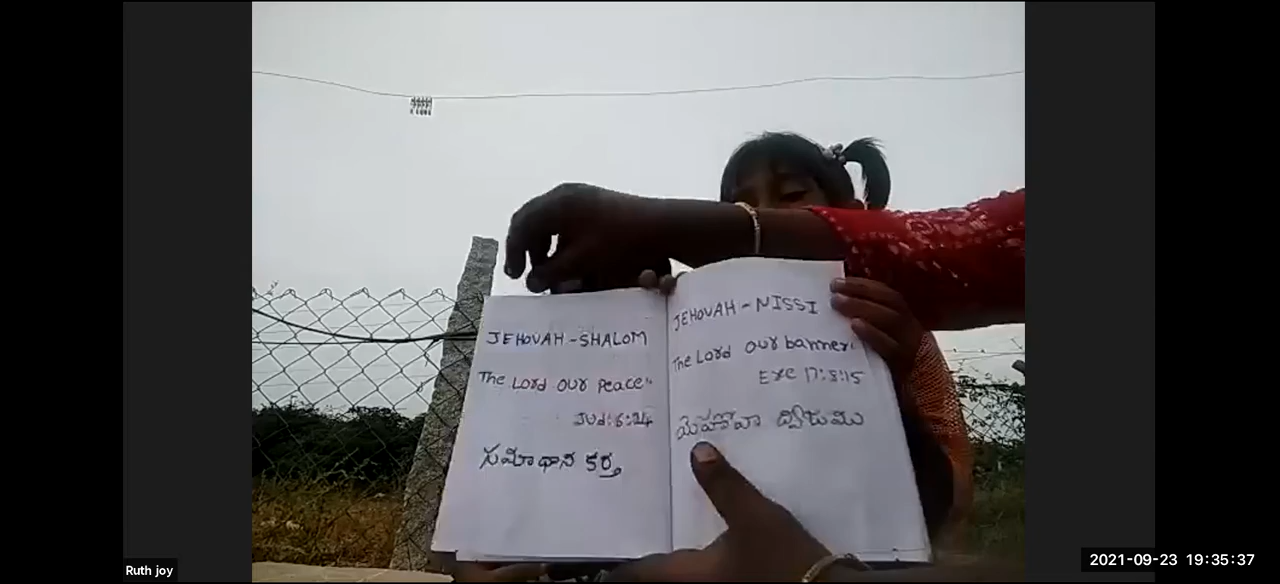 JEHOVAH-SHALOM
The Lord our Peace"
Jud:6:24
సమాధాన కర్త
JEHOVAH-NISSI
The Lord our banner"
Exe 17:8:15
యెహోవా ద్విజము
Ruth joy
2021-09-23 19:35:37